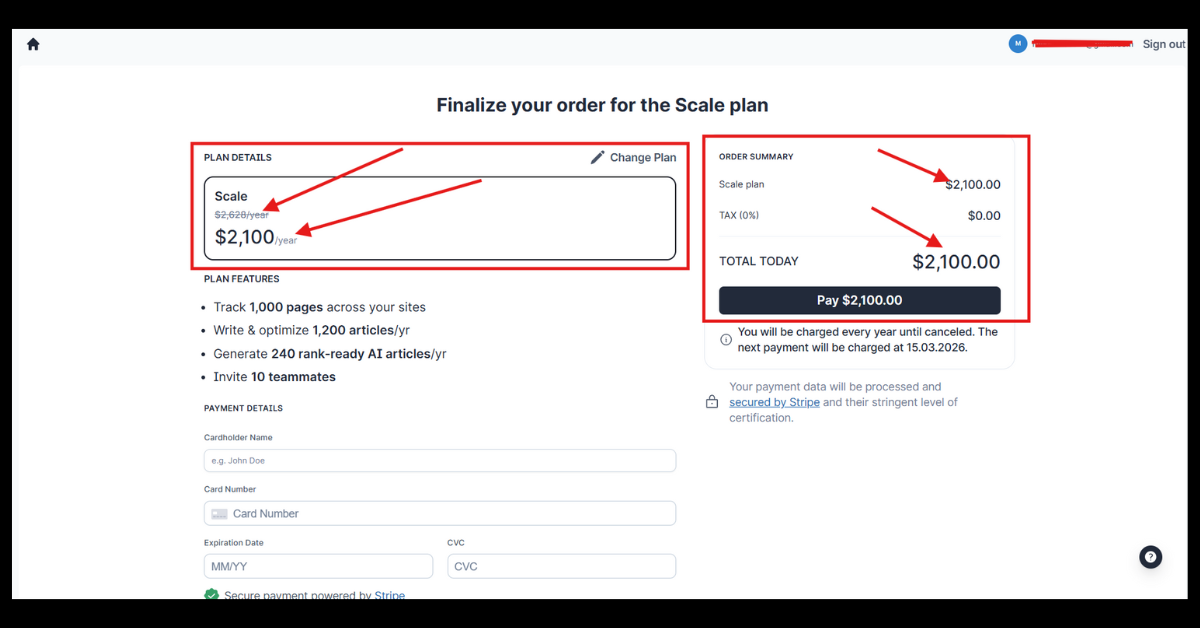 M
Sign out
Finalize your order for the Scale plan
PLAN DETAILS
Change Plan
Scale
$2,628/year
$2,100/year
PLAN FEATURES
• Track 1,000 pages across your sites
• Write & optimize 1,200 articles/yr
• Generate 240 rank-ready AI articles/yr
• Invite 10 teammates
PAYMENT DETAILS
Cardholder Name
e.g. John Doe
Card Number
Card Number
Expiration Date
CVC
MM/YY
CVC
Secure payment powered by Stripe
ORDER SUMMARY
Scale plan $2,100.00
TAX (0%) $0.00
TOTAL TODAY $2,100.00
Pay $2,100.00
You will be charged every year until canceled. The
next payment will be charged at 15.03.2026.
Your payment data will be processed and
secured by Stripe and their stringent level of
certification.
?